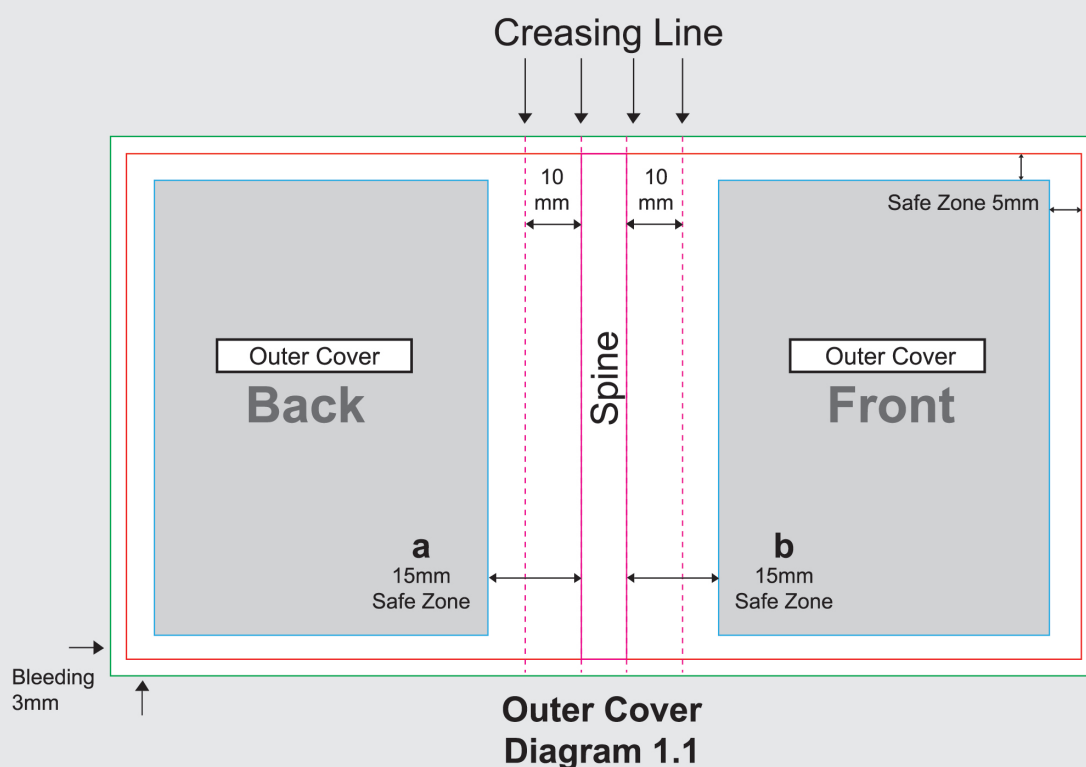 Creasing Line
10
mm
10
mm
Safe Zone 5mm
Outer Cover
Back
Spine
Outer Cover
Front
a
15mm
Safe Zone
b
15mm
Safe Zone
Bleeding
3mm
Outer Cover
Diagram 1.1